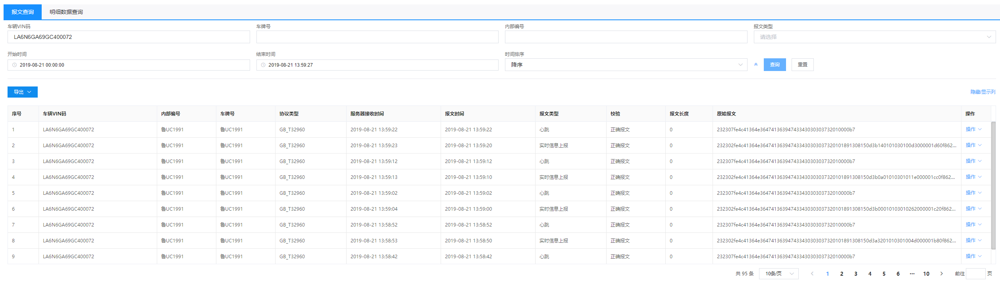 报文查询 明细数据查询
车辆VIN码 车牌号 内部编号 报文类型
LA6N6GA69GC400072 请选择
开始时间 结束时间 时间排序
2019-08-21 00:00:00 2019-08-21 13:59:27 降序 查询 重置
导出 隐藏/显示列
序号 车辆VIN码 内部编号 车牌号 协议类型 服务器接收时间 报文时间 报文类型 校验 报文长度 原始报文 操作
1 LA6N6GA69GC400072 鲁UC1991 鲁UC1991 GB_T32960 2019-08-21 13:59:22 2019-08-21 13:59:22 心跳 正确报文 0 232307fe4c41364e36474136394743343030303732010000b7 操作
2 LA6N6GA69GC400072 鲁UC1991 鲁UC1991 GB_T32960 2019-08-21 13:59:23 2019-08-21 13:59:20 实时信息上报 正确报文 0 232302fe4c41364e364741363947433430303037320101891308150d3b140101030100d3000001d60f862... 操作
3 LA6N6GA69GC400072 鲁UC1991 鲁UC1991 GB_T32960 2019-08-21 13:59:12 2019-08-21 13:59:12 心跳 正确报文 0 232307fe4c41364e36474136394743343030303732010000b7 操作
4 LA6N6GA69GC400072 鲁UC1991 鲁UC1991 GB_T32960 2019-08-21 13:59:13 2019-08-21 13:59:10 实时信息上报 正确报文 0 232302fe4c41364e364741363947433430303037320101891308150d3b0a01010301011e000001cc0f862... 操作
5 LA6N6GA69GC400072 鲁UC1991 鲁UC1991 GB_T32960 2019-08-21 13:59:02 2019-08-21 13:59:02 心跳 正确报文 0 232307fe4c41364e36474136394743343030303732010000b7 操作
6 LA6N6GA69GC400072 鲁UC1991 鲁UC1991 GB_T32960 2019-08-21 13:59:04 2019-08-21 13:59:00 实时信息上报 正确报文 0 232302fe4c41364e364741363947433430303037320101891308150d3b00010103010262000001c20f862... 操作
7 LA6N6GA69GC400072 鲁UC1991 鲁UC1991 GB_T32960 2019-08-21 13:58:52 2019-08-21 13:58:52 心跳 正确报文 0 232307fe4c41364e36474136394743343030303732010000b7 操作
8 LA6N6GA69GC400072 鲁UC1991 鲁UC1991 GB_T32960 2019-08-21 13:58:53 2019-08-21 13:58:50 实时信息上报 正确报文 0 232302fe4c41364e364741363947433430303037320101891308150d3a3201010301004d000001b80f862... 操作
9 LA6N6GA69GC400072 鲁UC1991 鲁UC1991 GB_T32960 2019-08-21 13:58:42 2019-08-21 13:58:42 心跳 正确报文 0 232307fe4c41364e36474136394743343030303732010000b7 操作
共 95 条 10条/页 1 2 3 4 5 6 ... 10 前往 页